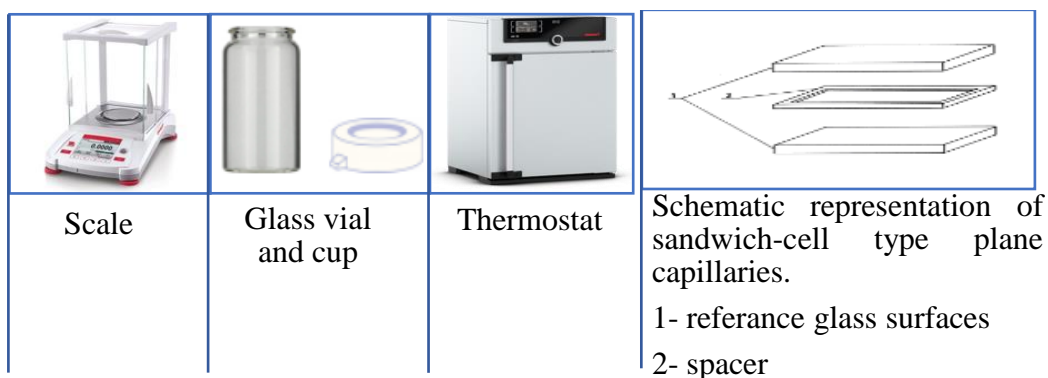 0.0000
1
2
Scale
Glass vial
and cup
Thermostat
Schematic representation of
sandwich-cell type plane
capillaries.
1- referance glass surfaces
2- spacer